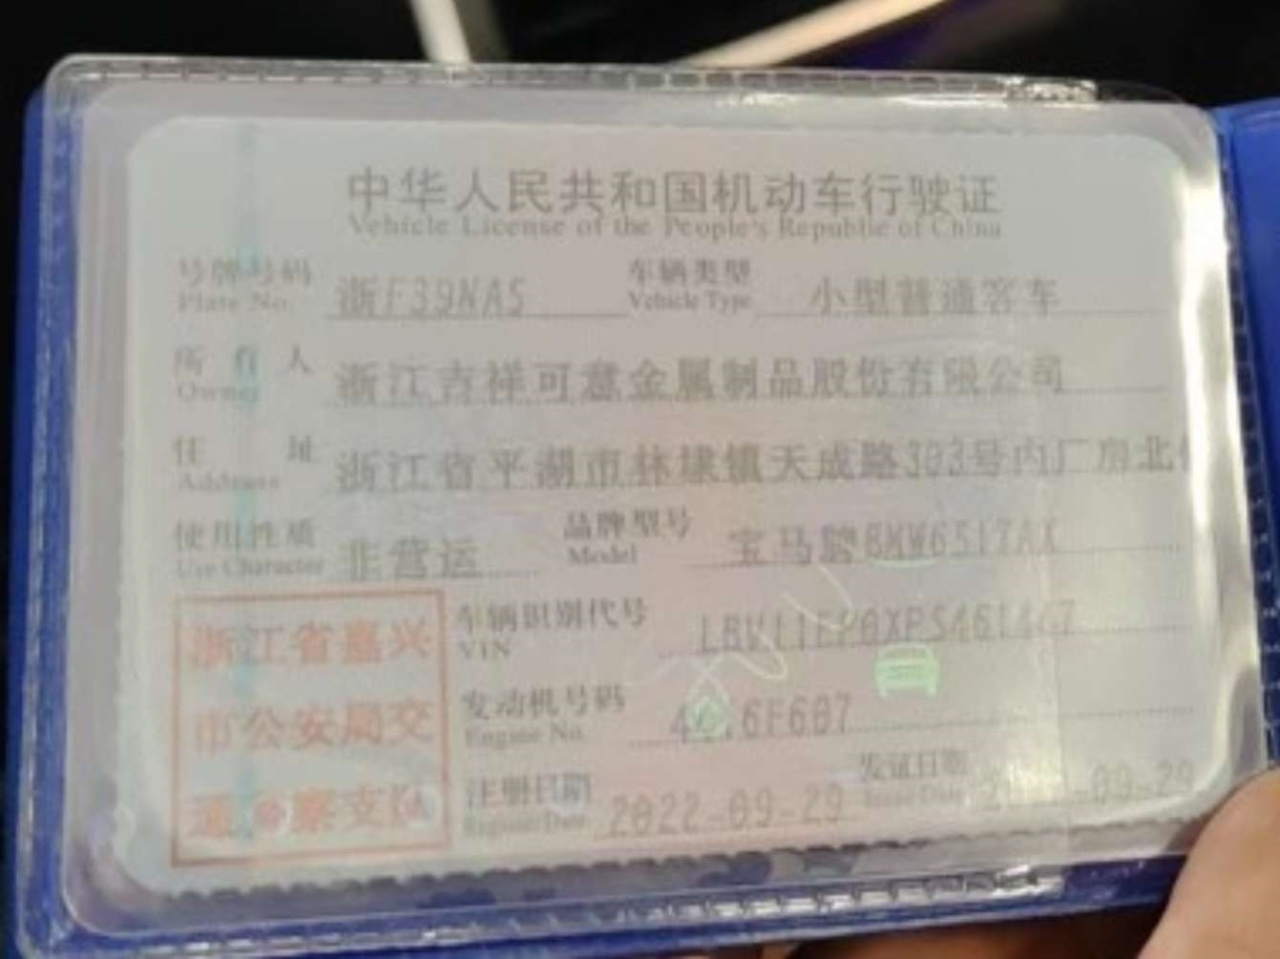 中华人民共和国机动车行驶证
Vehicle License of the People's Republic of China
号牌号码 浙F39NA5 车辆类型 小型普通客车
Plate No. Vehicle Type
所有人 浙江吉祥可意金属制品股份有限公司
Owner
住址 浙江省平湖市林埭镇天成路303号内厂房北
Address
使用性质 非营运 品牌型号 宝马牌BMW6517AX
Use Character Model
浙江省嘉兴
市公安局交
通警察支队
车辆识别代号
VIN
发动机号码 6F607
Engine No.
注册日期 2022-09-29 发证日期 -09-29
Register Date Issue Date